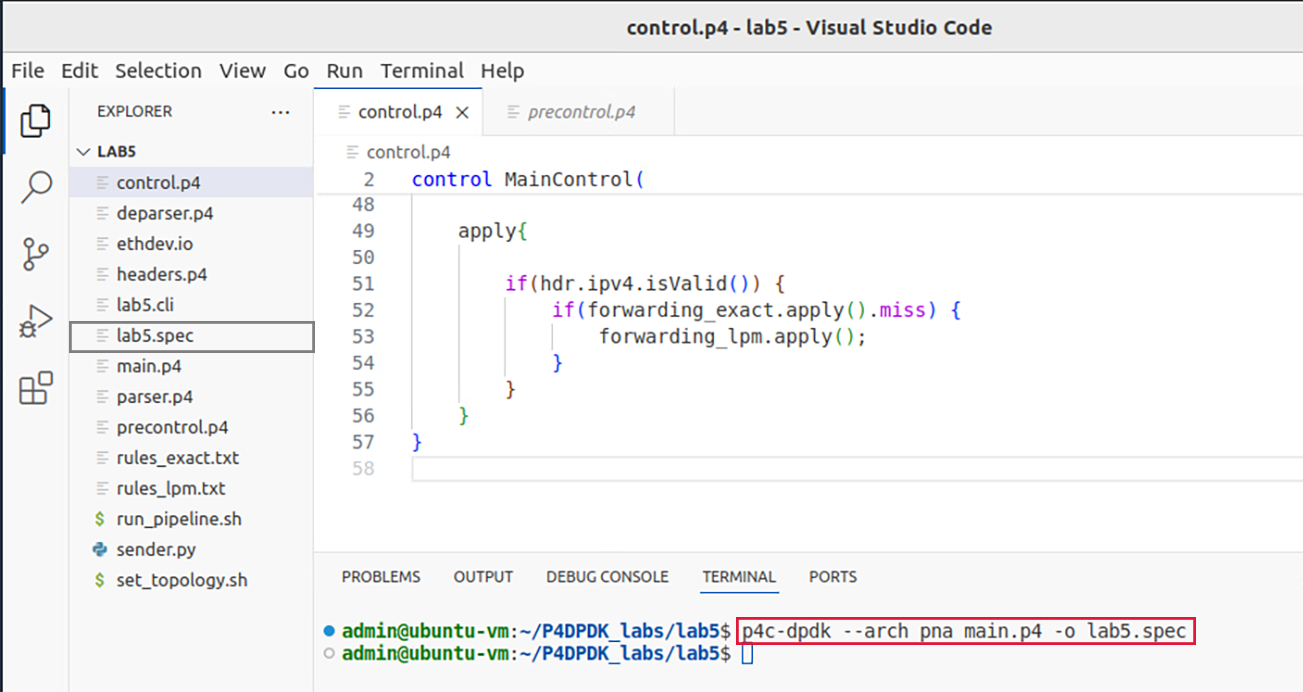 control.p4 - lab5 - Visual Studio Code
File Edit Selection View Go Run Terminal Help
EXPLORER ...
control.p4
precontrol.p4
LAB5
control.p4
deparser.p4
ethdev.io
headers.p4
lab5.cli
lab5.spec
main.p4
parser.p4
precontrol.p4
rules_exact.txt
rules_lpm.txt
$ run_pipeline.sh
sender.py
$ set_topology.sh
control.p4
2 control MainControl(
48
49 apply{
50
51 if(hdr.ipv4.isValid()) {
52 if(forwarding_exact.apply().miss) {
53 forwarding_lpm.apply();
54 }
55 }
56 }
57 }
58
PROBLEMS OUTPUT DEBUG CONSOLE TERMINAL PORTS
admin@ubuntu-vm:~/P4DPDK_labs/lab5$ p4c-dpdk --arch pna main.p4 -o lab5.spec
admin@ubuntu-vm:~/P4DPDK_labs/lab5$